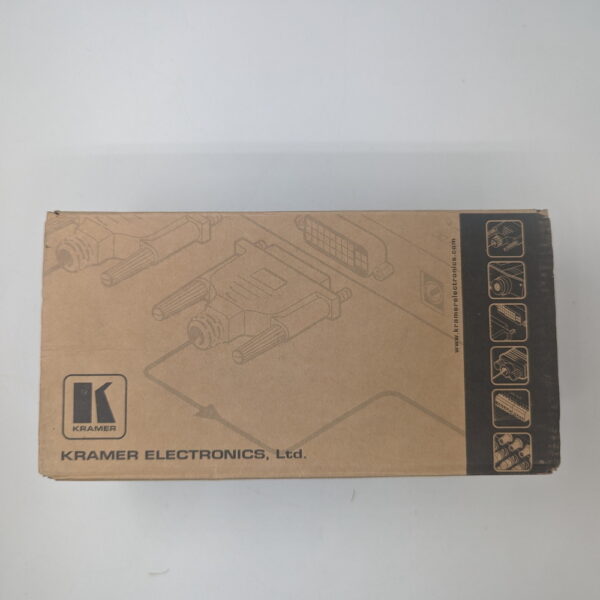 www.kramerelectronics.com
K
KRAMER
KRAMER ELECTRONICS, Ltd.